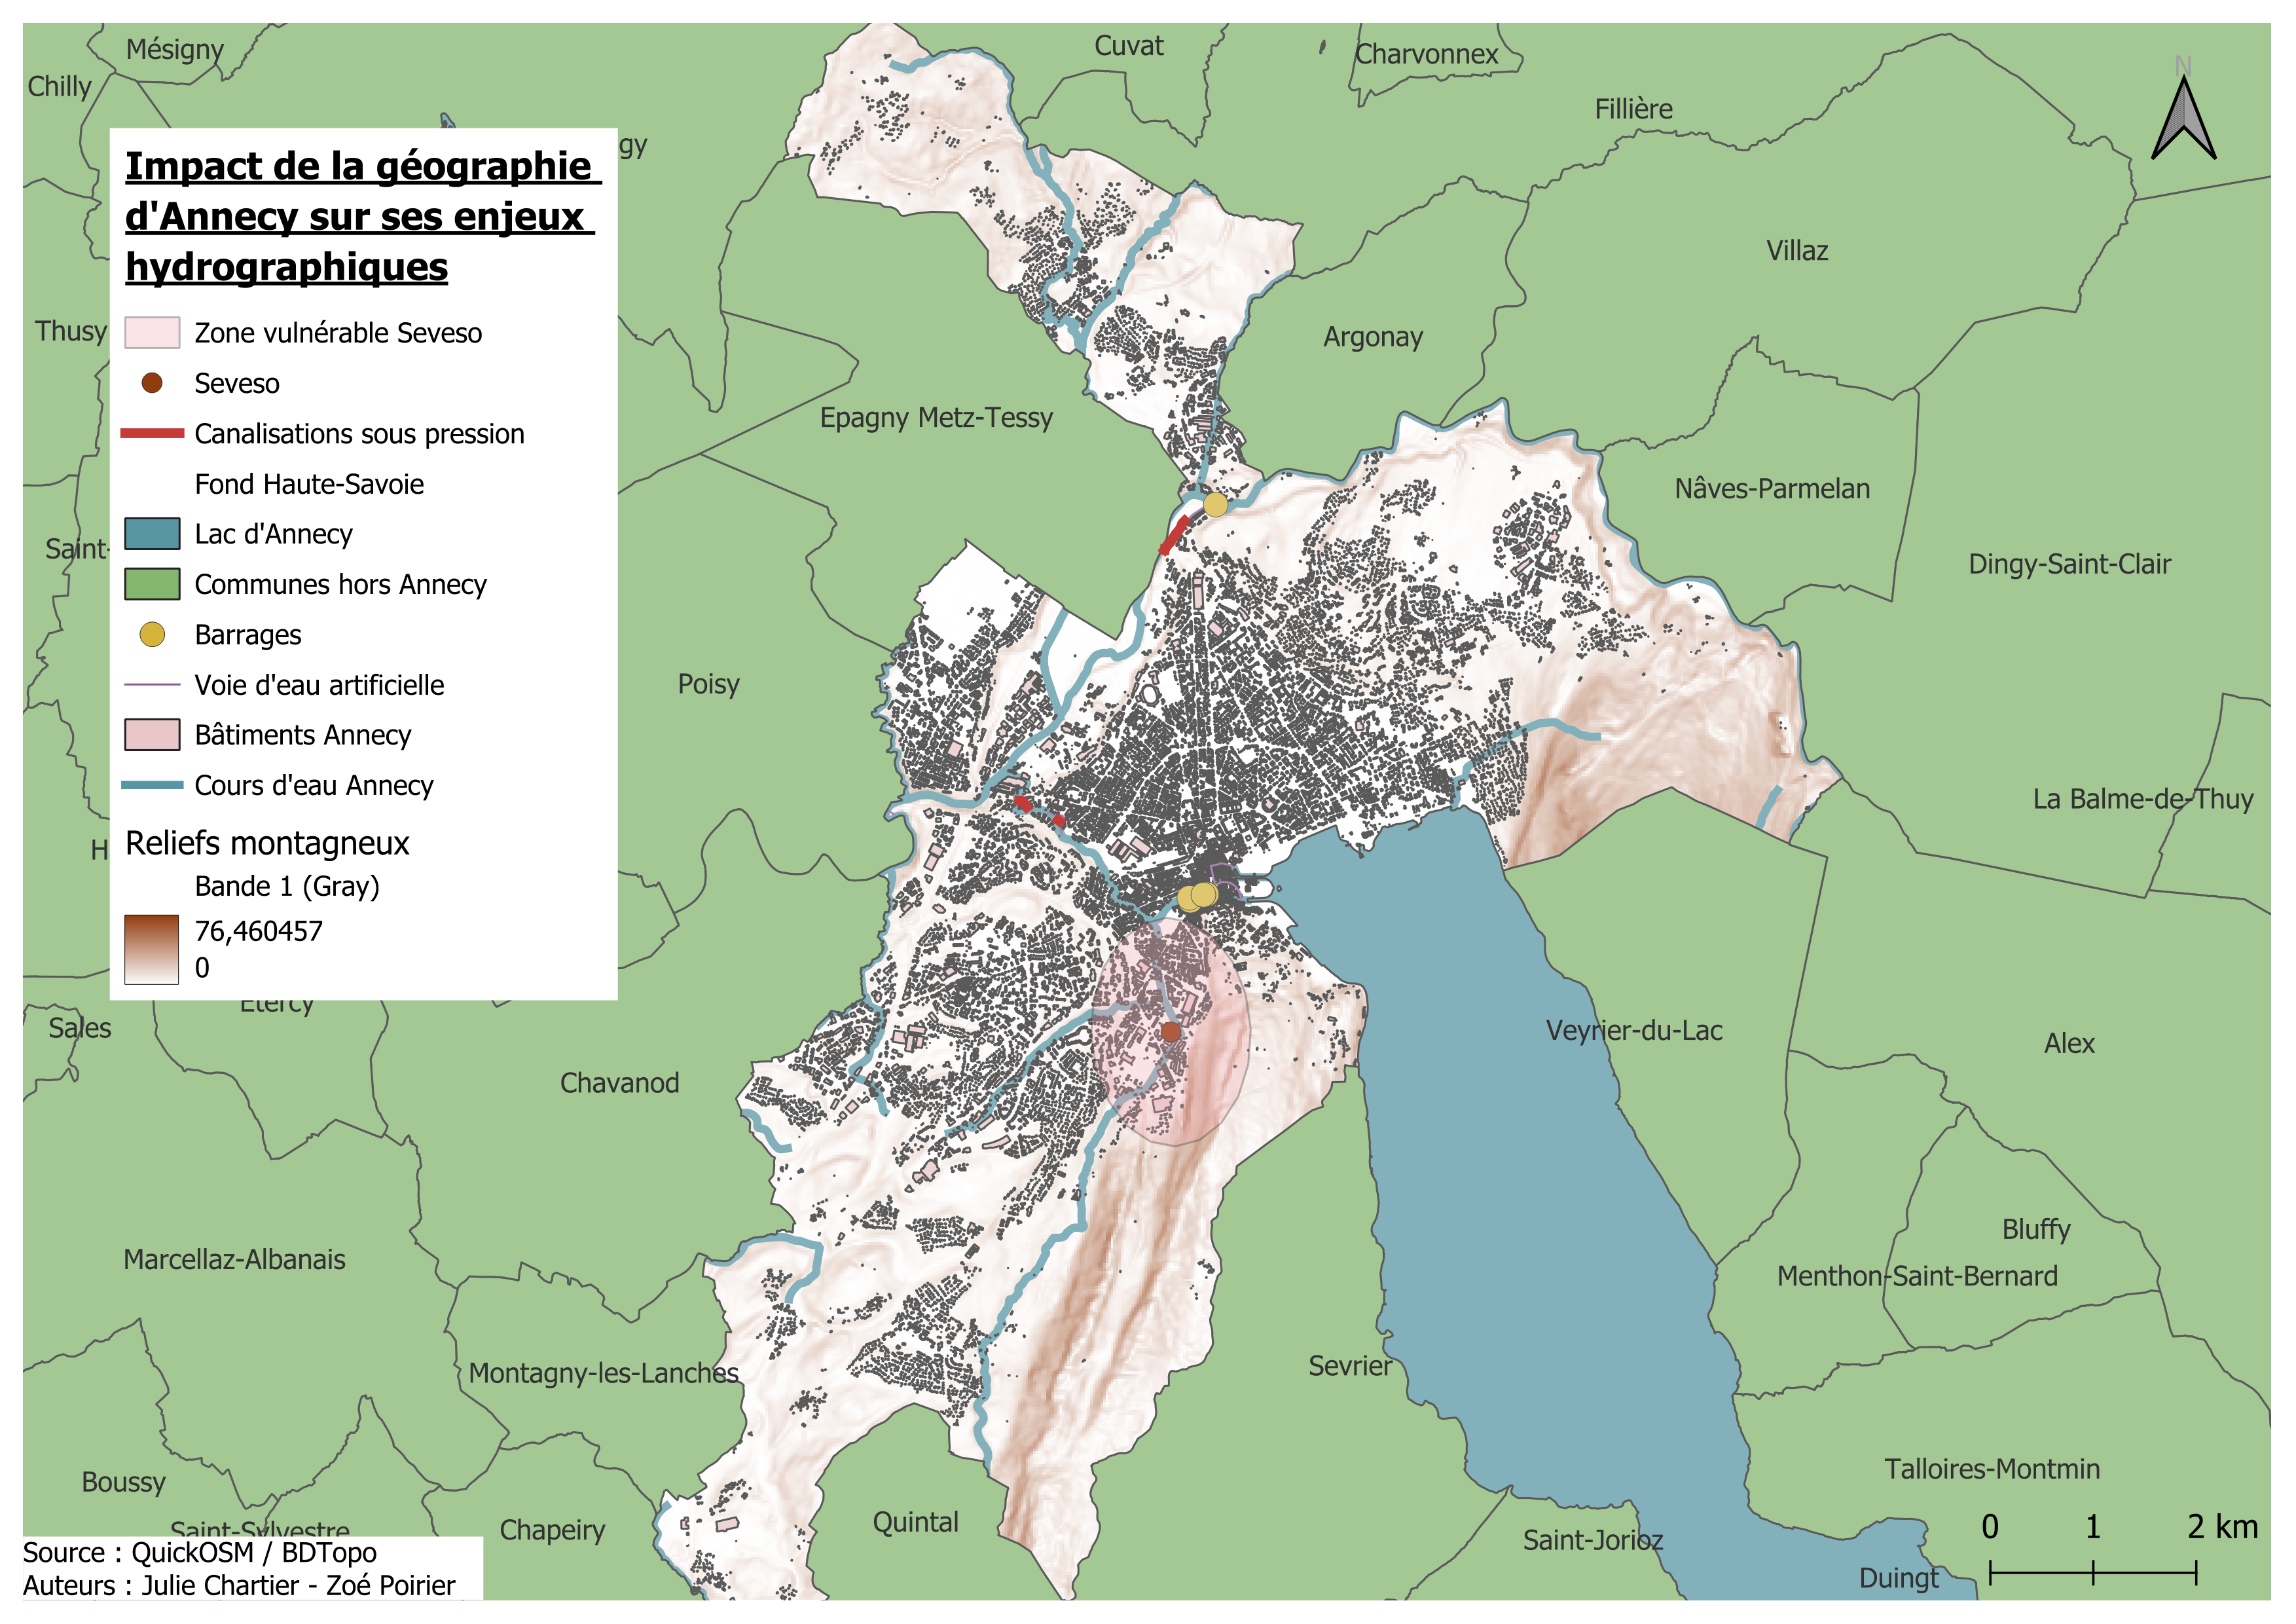 Mésigny
Cuvat
Charvonnex
Chilly
Fillière
N
gy
Impact de la géographie
d'Annecy sur ses enjeux
hydrographiques
Zone vulnérable Seveso
Seveso
Canalisations sous pression
Fond Haute-Savoie
Lac d'Annecy
Communes hors Annecy
Barrages
Voie d'eau artificielle
Bâtiments Annecy
Cours d'eau Annecy
Reliefs montagneux
Bande 1 (Gray)
76,460457
0
Villaz
Thusy
Argonay
Epagny Metz-Tessy
Nâves-Parmelan
Saint-
Dingy-Saint-Clair
Poisy
La Balme-de-Thuy
H
Etercy
Sales
Veyrier-du-Lac
Alex
Chavanod
Bluffy
Marcellaz-Albanais
Menthon-Saint-Bernard
Montagny-les-Lanches
Sevrier
Boussy
Talloires-Montmin
Saint-Sylvestre
Chapeiry
Quintal
Saint-Jorioz
Duingt
0 1 2 km
Source : QuickOSM / BDTopo
Auteurs : Julie Chartier - Zoé Poirier